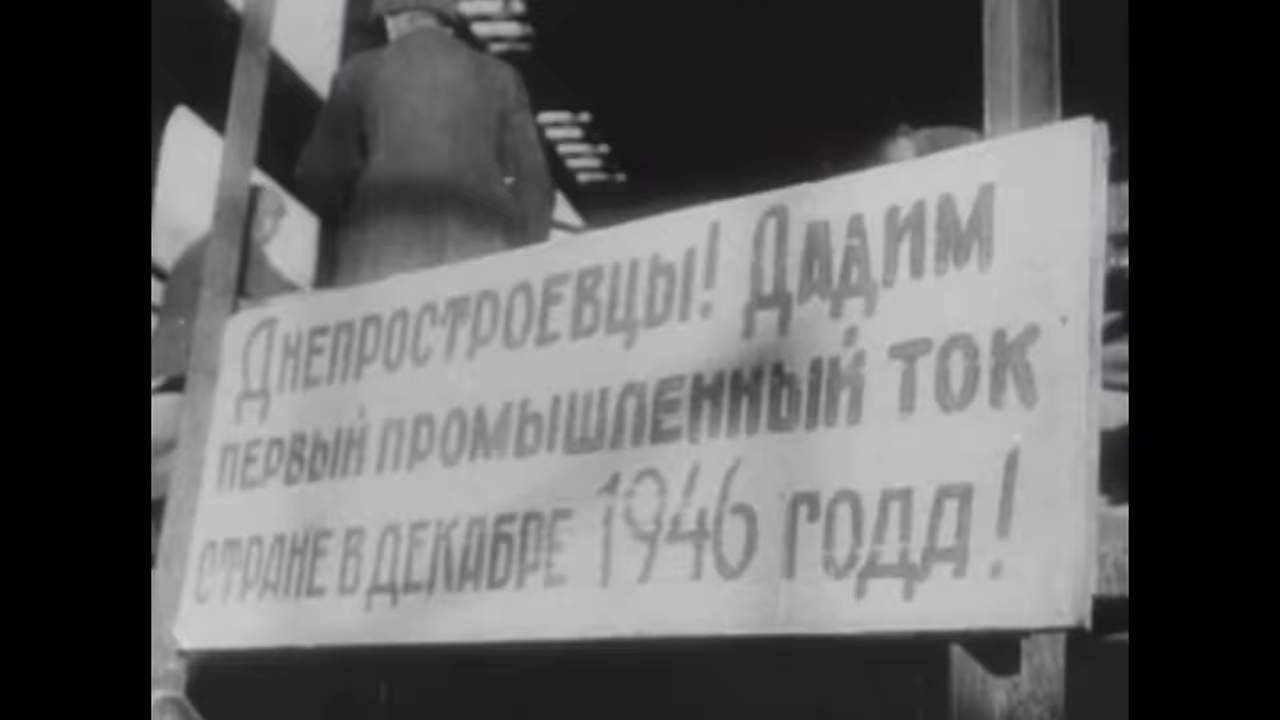 Днепростроевцы! Дадим
первый промышленный ток
стране в декабре 1946 года!